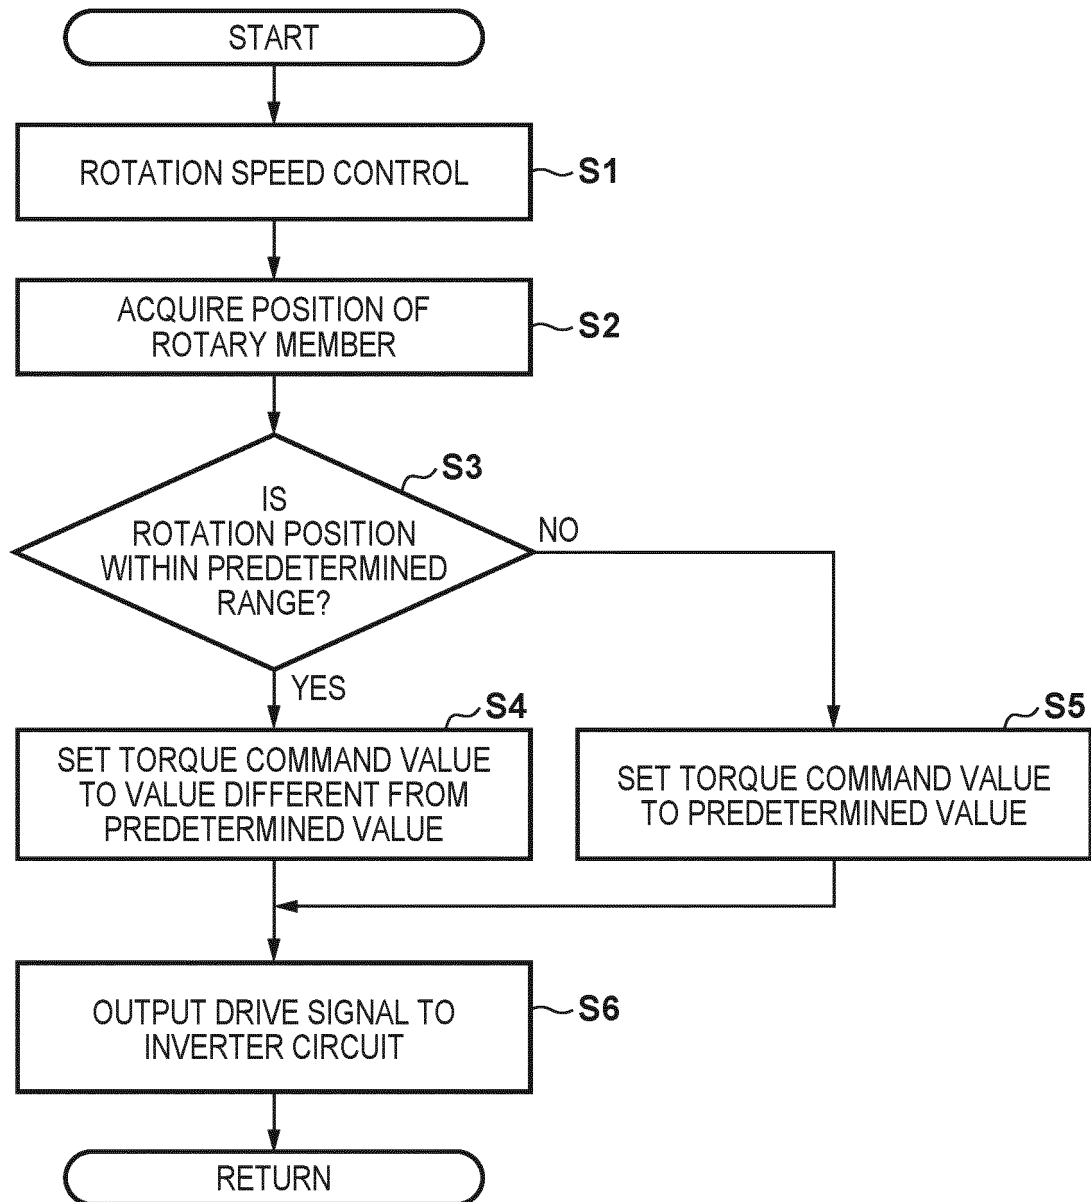 START
ROTATION SPEED CONTROL
S1
ACQUIRE POSITION OF
ROTARY MEMBER
S2
S3
IS
ROTATION POSITION
WITHIN PREDETERMINED
RANGE?
NO
YES
S4
SET TORQUE COMMAND VALUE
TO VALUE DIFFERENT FROM
PREDETERMINED VALUE
S5
SET TORQUE COMMAND VALUE
TO PREDETERMINED VALUE
OUTPUT DRIVE SIGNAL TO
INVERTER CIRCUIT
S6
RETURN